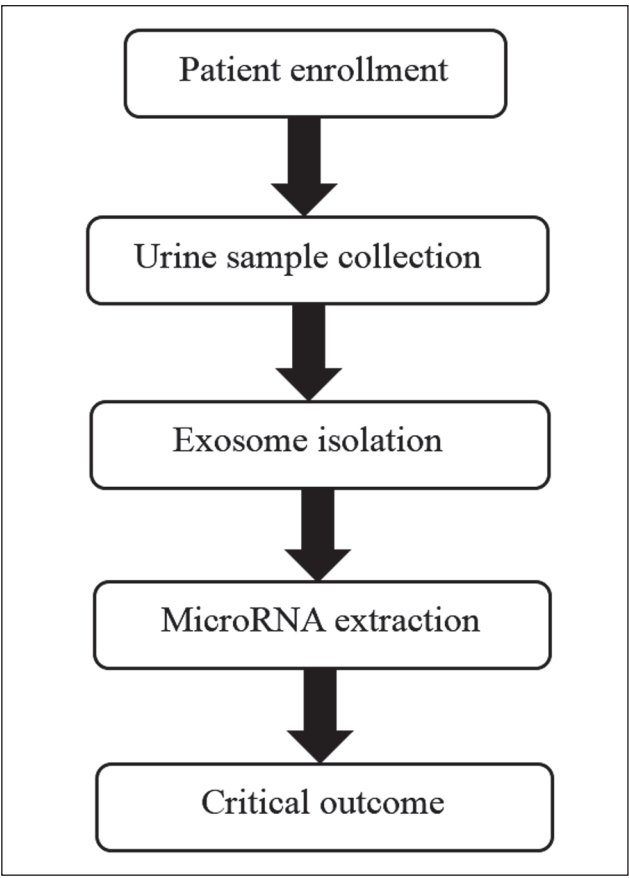 Patient enrollment
Urine sample collection
Exosome isolation
MicroRNA extraction
Critical outcome